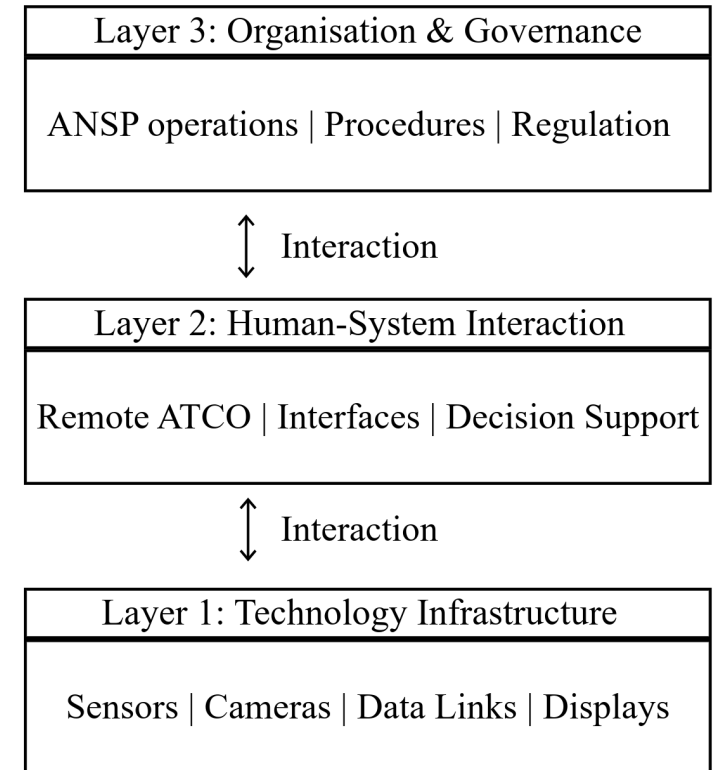 Layer 3: Organisation & Governance
ANSP operations | Procedures | Regulation
Interaction
Layer 2: Human-System Interaction
Remote ATCO | Interfaces | Decision Support
Interaction
Layer 1: Technology Infrastructure
Sensors | Cameras | Data Links | Displays